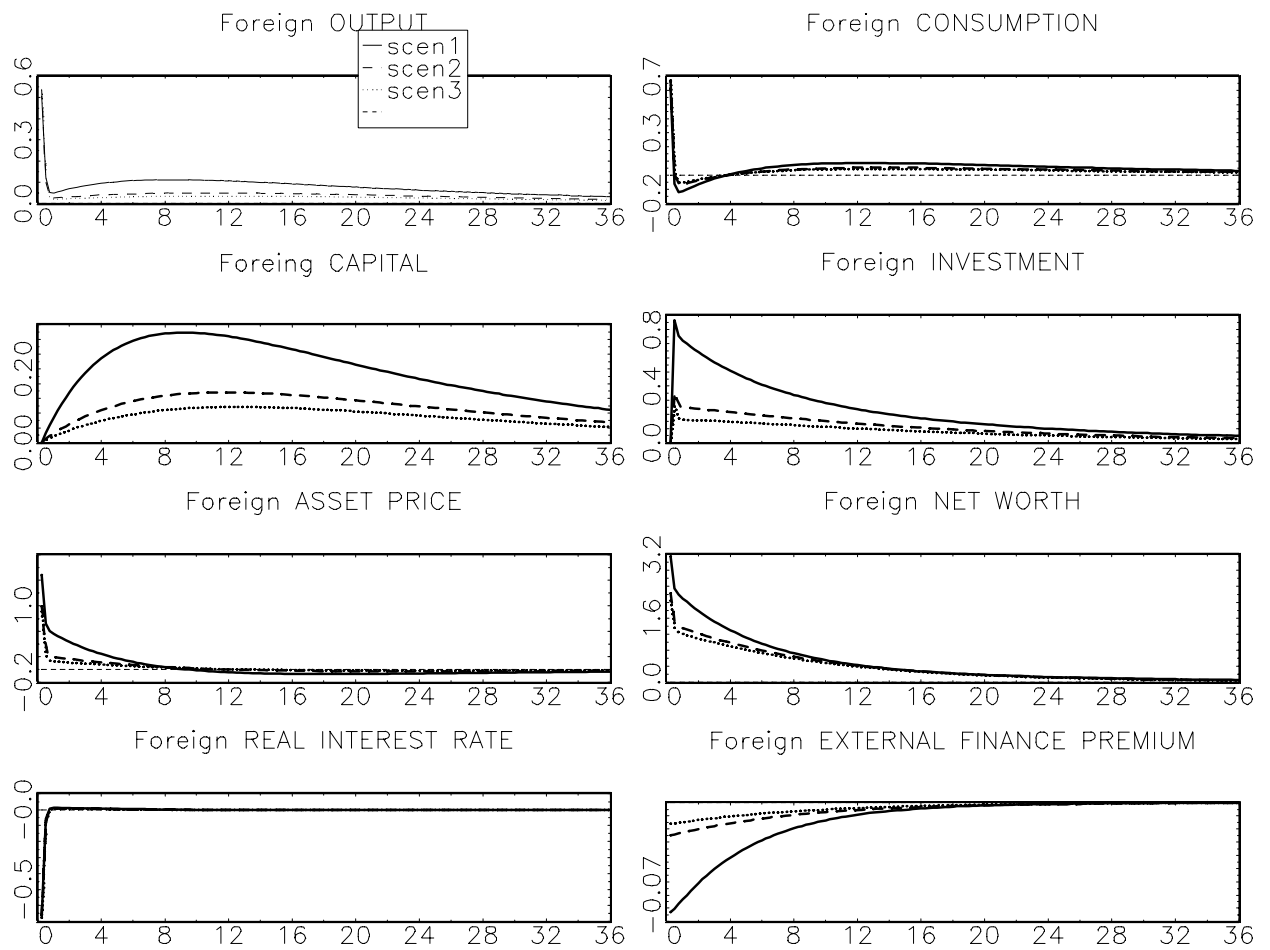 Foreign OUTPUT
scen1
scen2
scen3
0.6
0.3
0.0
0 4 8 12 16 20 24 28 32 36
Foreign CONSUMPTION
0.7
0.3
-0.2
0 4 8 12 16 20 24 28 32 36
Foreing CAPITAL
0.20
0.00
0 4 8 12 16 20 24 28 32 36
Foreign INVESTMENT
0.8
0.4
0.0
0 4 8 12 16 20 24 28 32 36
Foreign ASSET PRICE
1.0
-0.2
0 4 8 12 16 20 24 28 32 36
Foreign NET WORTH
3.2
1.6
0.0
0 4 8 12 16 20 24 28 32 36
Foreign REAL INTEREST RATE
-0.0
-0.5
0 4 8 12 16 20 24 28 32 36
Foreign EXTERNAL FINANCE PREMIUM
-0.07
0 4 8 12 16 20 24 28 32 36